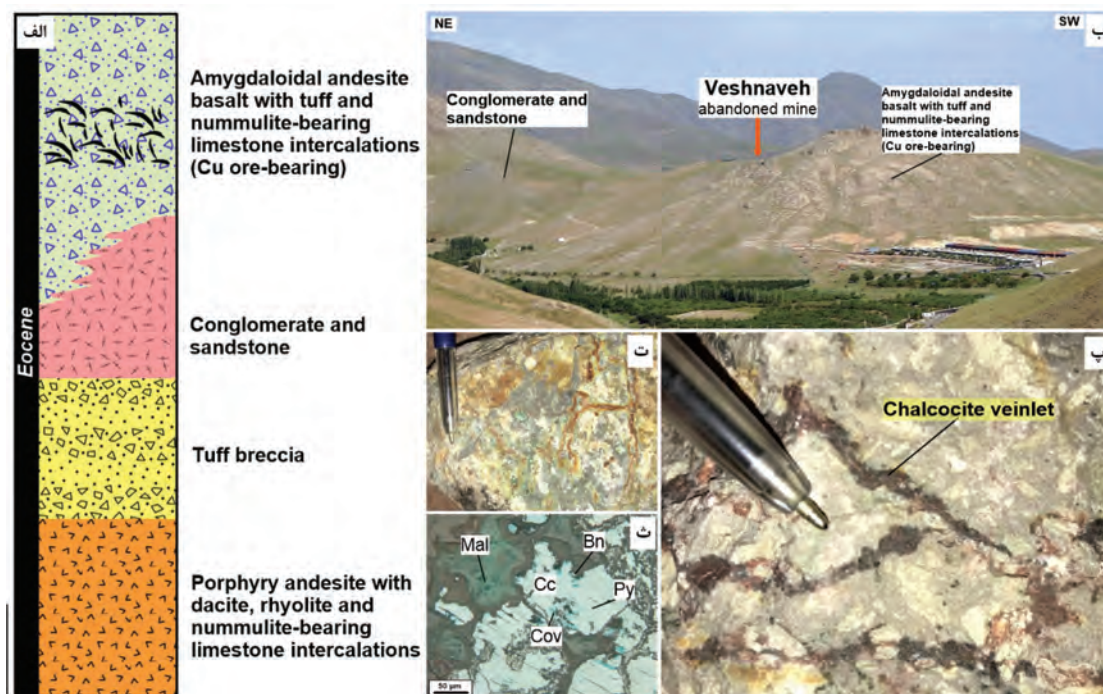 الف
Eocene
Amygdaloidal andesite
basalt with tuff and
nummulite-bearing
limestone intercalations
(Cu ore-bearing)
Conglomerate and
sandstone
Tuff breccia
Porphyry andesite with
dacite, rhyolite and
nummulite-bearing
limestone intercalations
NE
SW
ب
Conglomerate and
sandstone
Veshnaveh
abandoned mine
Amygdaloidal andesite
basalt with tuff and
nummulite-bearing
limestone intercalations
(Cu ore-bearing)
ت
پ
Chalcocite veinlet
ث
Mal
Bn
Cc
Py
Cov
50 µm